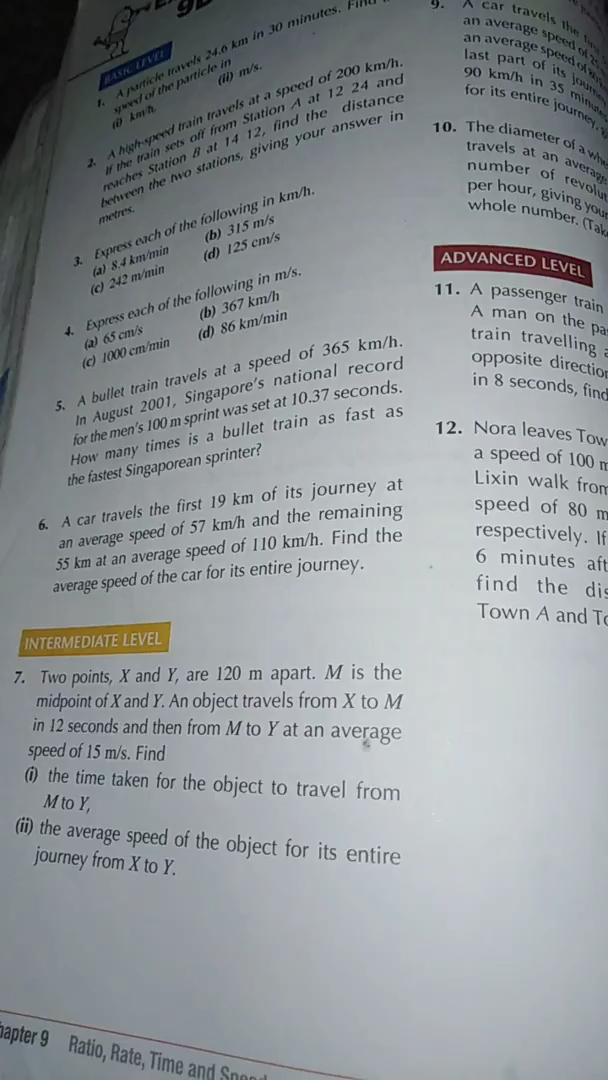 BASIC LEVEL
1. A particle travels 24.6 km in 30 minutes. Find
speed of the particle in
(i) km/h, (ii) m/s.
2. A high-speed train travels at a speed of 200 km/h.
If the train sets off from Station A at 12 24 and
reaches Station B at 14 12, find the distance
between the two stations, giving your answer in
metres.
3. Express each of the following in km/h.
(a) 8.4 km/min (b) 315 m/s
(c) 242 m/min (d) 125 cm/s
4. Express each of the following in m/s.
(a) 65 cm/s (b) 367 km/h
(c) 1000 cm/min (d) 86 km/min
5. A bullet train travels at a speed of 365 km/h.
In August 2001, Singapore's national record
for the men's 100 m sprint was set at 10.37 seconds.
How many times is a bullet train as fast as
the fastest Singaporean sprinter?
6. A car travels the first 19 km of its journey at
an average speed of 57 km/h and the remaining
55 km at an average speed of 110 km/h. Find the
average speed of the car for its entire journey.
INTERMEDIATE LEVEL
7. Two points, X and Y, are 120 m apart. M is the
midpoint of X and Y. An object travels from X to M
in 12 seconds and then from M to Y at an average
speed of 15 m/s. Find
(i) the time taken for the object to travel from
M to Y,
(ii) the average speed of the object for its entire
journey from X to Y.
hapter 9 Ratio, Rate, Time and
9. A car travels the
an average speed of
an average speed of
last part of its
90 km/h in 35
for its entire journey.
10. The diameter of a
travels at an average
number of
per hour, giving
whole number.
ADVANCED LEVEL
11. A passenger train
A man on the
train travelling
opposite
in 8 seconds, find
12. Nora leaves
a speed of 100
Lixin walk from
speed of 80
respectively. If
6 minutes
find the
Town A and